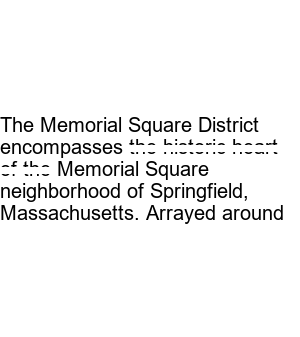 The Memorial Square District
encompasses the historic heart
of the Memorial Square
neighborhood of Springfield,
Massachusetts. Arrayed around